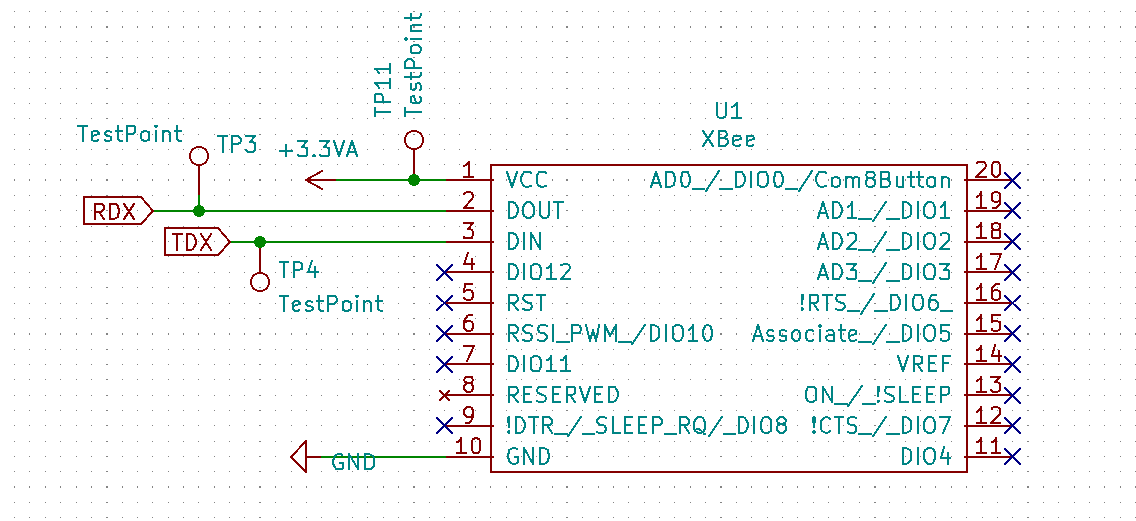 TestPoint
TP11
U1
XBee
TestPoint
TP3
+3.3VA
RDX
TDX
TP4
TestPoint
GND
1 VCC
2 DOUT
3 DIN
4 DIO12
5 RST
6 RSSI_PWM_/DIO10
7 DIO11
8 RESERVED
9 !DTR_/_SLEEP_RQ/_DIO8
10 GND
AD0_/_DIO0_/Com8Button 20
AD1_/_DIO1 19
AD2_/_DIO2 18
AD3_/_DIO3 17
!RTS_/_DIO6_ 16
Associate_/_DIO5 15
VREF 14
ON_/_!SLEEP 13
!CTS_/_DIO7 12
DIO4 11